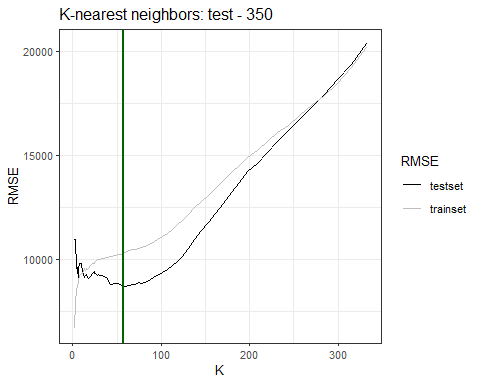 K-nearest neighbors: test - 350
20000
15000
10000
RMSE
0
100
200
300
K
RMSE
testset
trainset